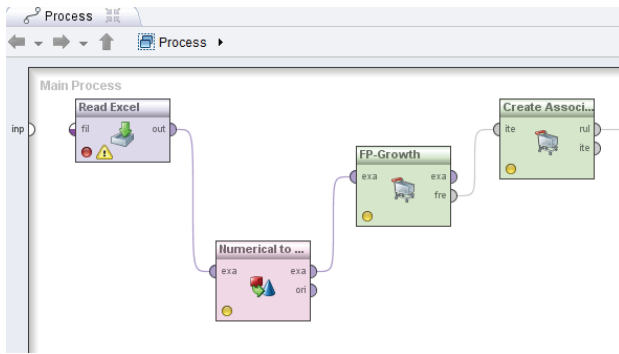 Process
Process
Main Process
Read Excel
inp
fil
out
Numerical to ...
exa
exa
ori
FP-Growth
exa
exa
fre
Create Associ...
ite
rul
ite